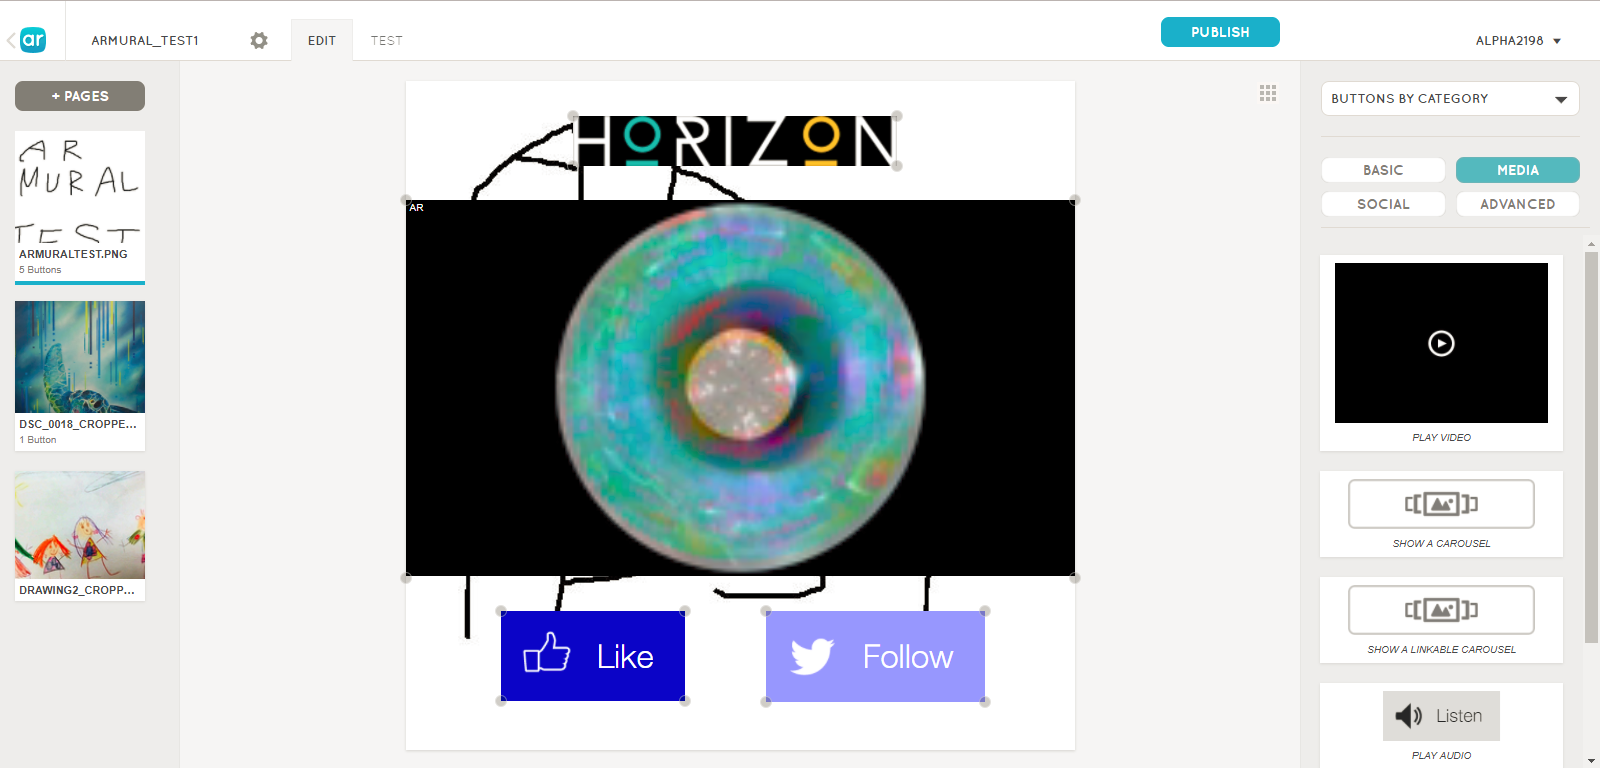 ar
ARMURAL_TEST1
EDIT
TEST
PUBLISH
ALPHA2198
+ PAGES
AR
MURAL
TEST
ARMURALTEST.PNG
5 Buttons
DSC_0018_CROPPE...
1 Button
DRAWING2_CROPP...
HORIZON
AR
Like
Follow
BUTTONS BY CATEGORY
BASIC
MEDIA
SOCIAL
ADVANCED
PLAY VIDEO
SHOW A CAROUSEL
SHOW A LINKABLE CAROUSEL
Listen
PLAY AUDIO